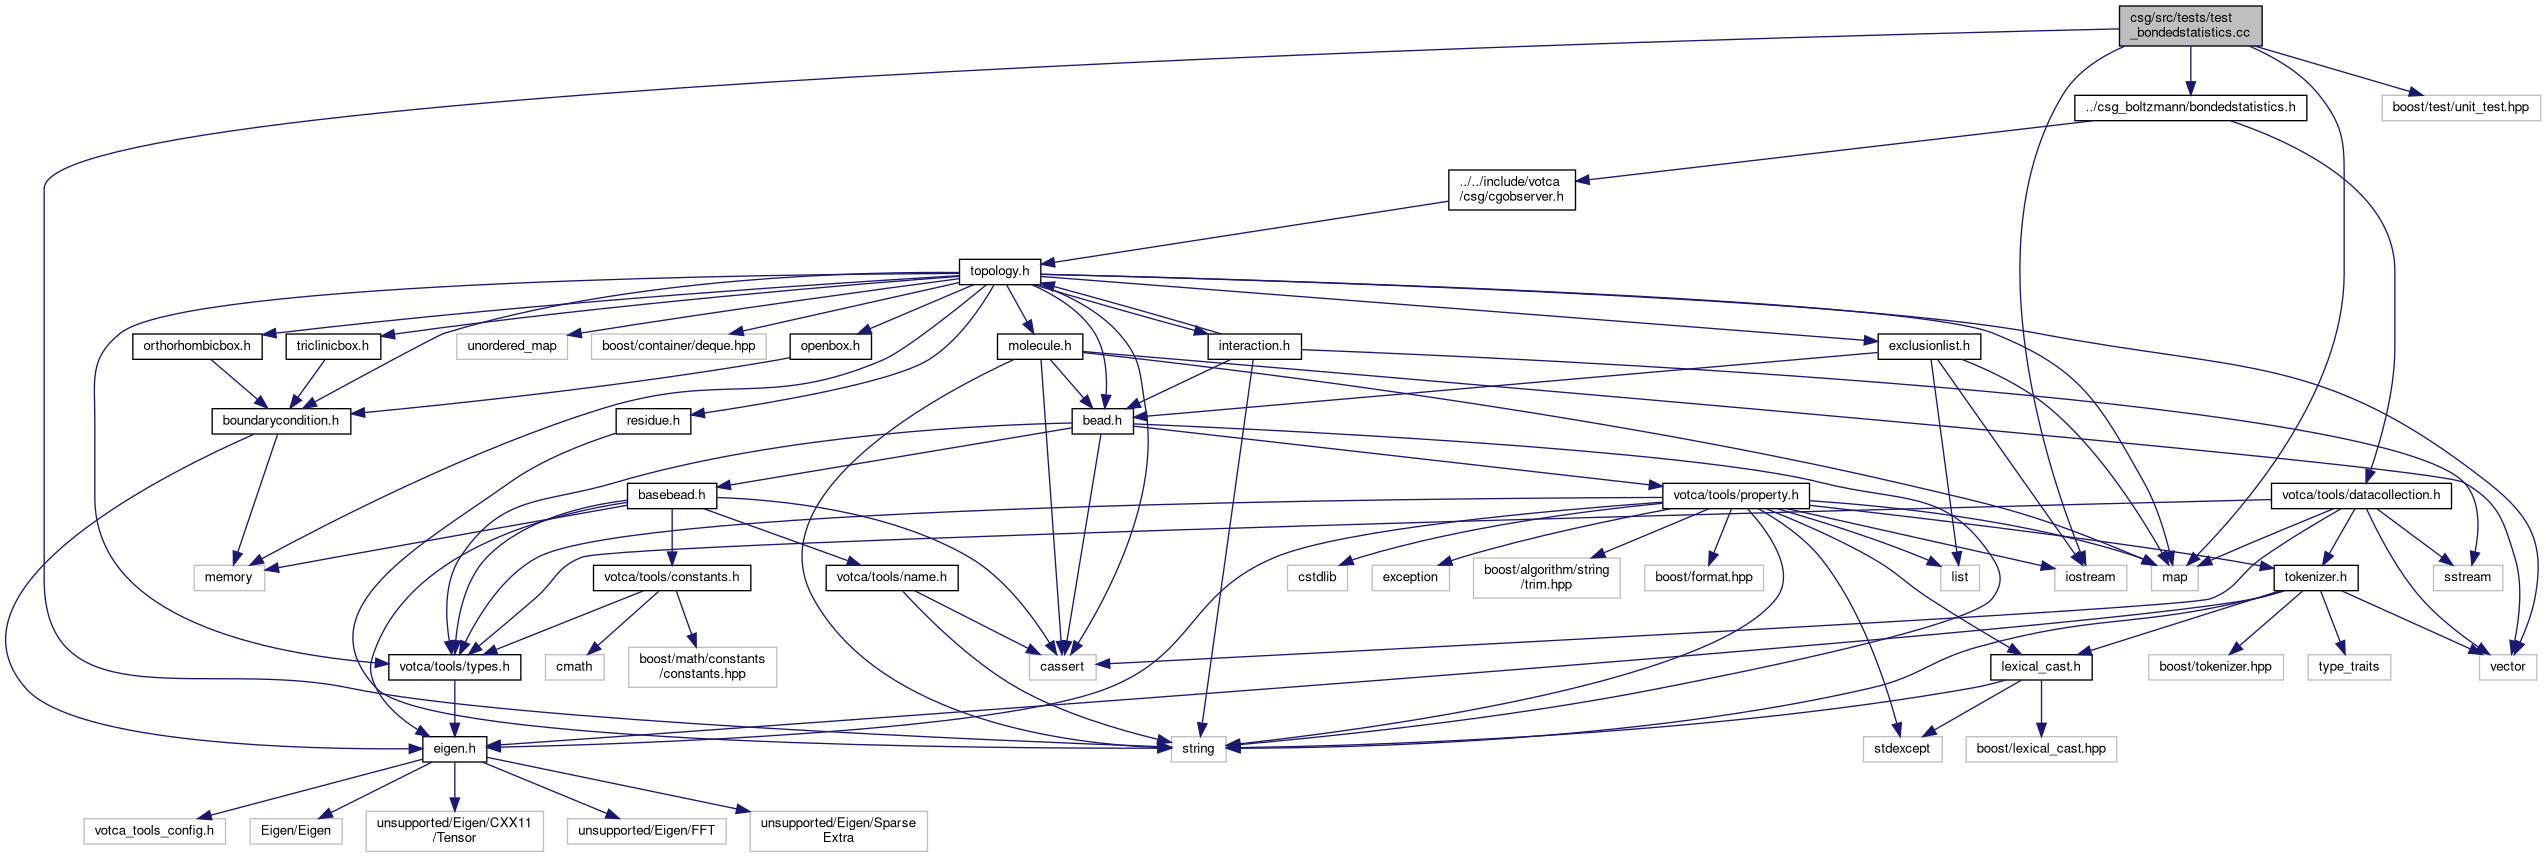 csg/src/tests/test
_bondedstatistics.cc
../csg_boltzmann/bondedstatistics.h
boost/test/unit_test.hpp
../../include/votca
/csg/cgobserver.h
topology.h
orthorhombicbox.h
triclinicbox.h
unordered_map
boost/container/deque.hpp
openbox.h
molecule.h
interaction.h
exclusionlist.h
boundarycondition.h
residue.h
bead.h
basebead.h
votca/tools/property.h
votca/tools/datacollection.h
memory
votca/tools/constants.h
votca/tools/name.h
cstdlib
exception
boost/algorithm/string
/trim.hpp
boost/format.hpp
list
iostream
map
tokenizer.h
sstream
votca/tools/types.h
cmath
boost/math/constants
/constants.hpp
cassert
lexical_cast.h
boost/tokenizer.hpp
type_traits
vector
eigen.h
string
stdexcept
boost/lexical_cast.hpp
votca_tools_config.h
Eigen/Eigen
unsupported/Eigen/CXX11
/Tensor
unsupported/Eigen/FFT
unsupported/Eigen/Sparse
Extra